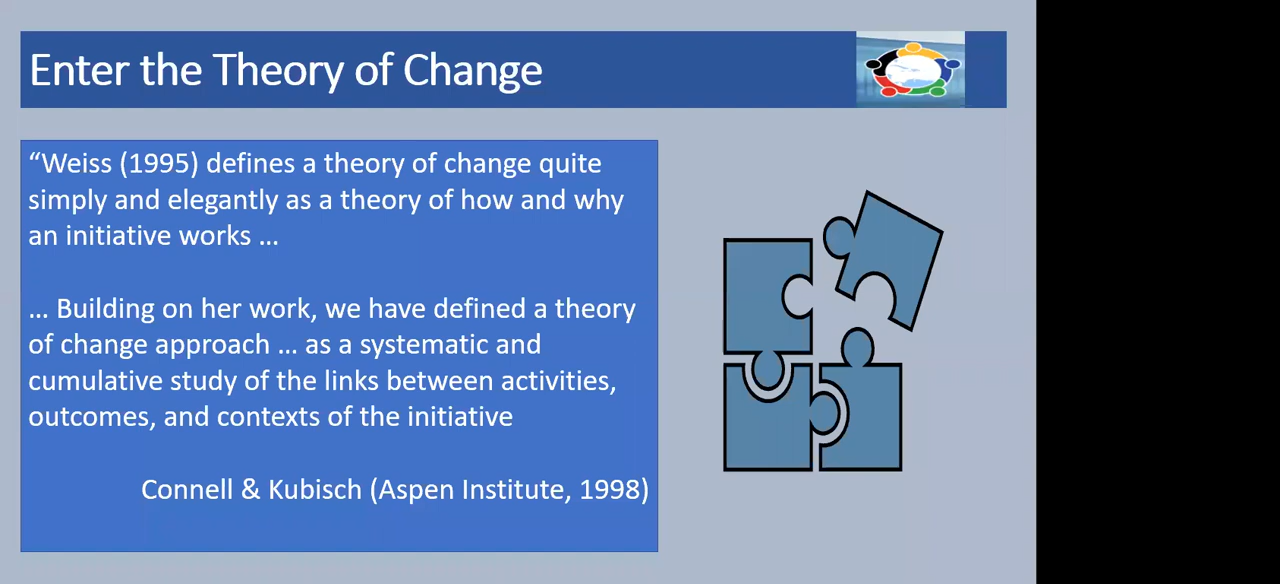 Enter the Theory of Change
“Weiss (1995) defines a theory of change quite
simply and elegantly as a theory of how and why
an initiative works ...
... Building on her work, we have defined a theory
of change approach ... as a systematic and
cumulative study of the links between activities,
outcomes, and contexts of the initiative
Connell & Kubisch (Aspen Institute, 1998)